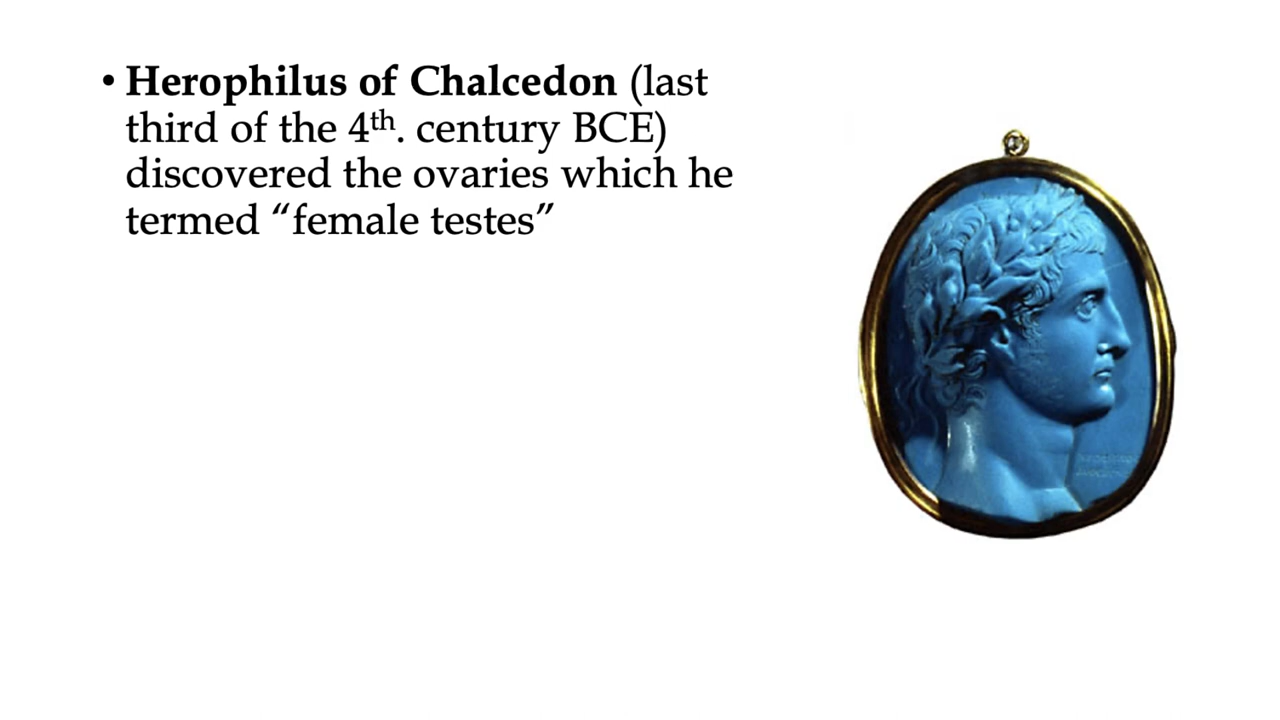 • Herophilus of Chalcedon (last
third of the 4th. century BCE)
discovered the ovaries which he
termed “female testes”